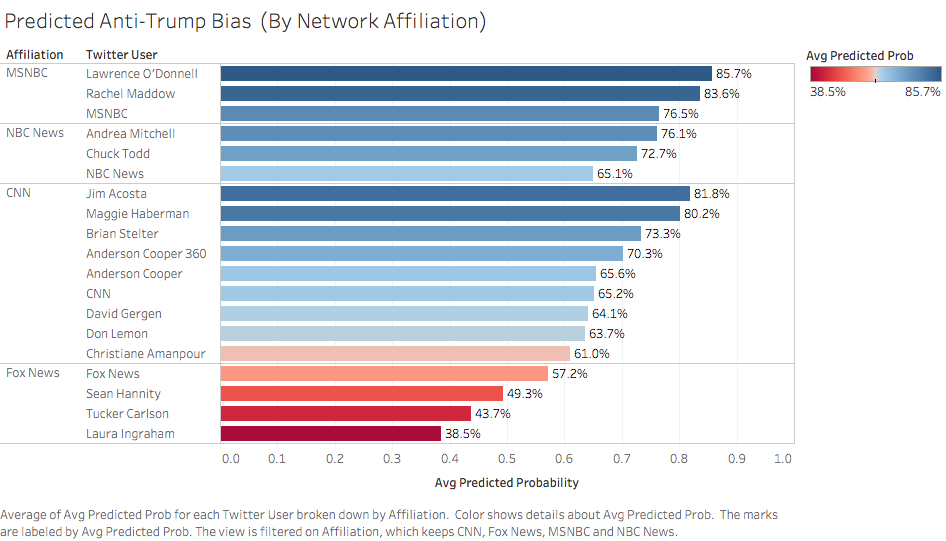 Predicted Anti-Trump Bias (By Network Affiliation)
Affiliation Twitter User
MSNBC Lawrence O'Donnell 85.7%
Rachel Maddow 83.6%
MSNBC 76.5%
NBC News Andrea Mitchell 76.1%
Chuck Todd 72.7%
NBC News 65.1%
CNN Jim Acosta 81.8%
Maggie Haberman 80.2%
Brian Stelter 73.3%
Anderson Cooper 360 70.3%
Anderson Cooper 65.6%
CNN 65.2%
David Gergen 64.1%
Don Lemon 63.7%
Christiane Amanpour 61.0%
Fox News Fox News 57.2%
Sean Hannity 49.3%
Tucker Carlson 43.7%
Laura Ingraham 38.5%
0.0 0.1 0.2 0.3 0.4 0.5 0.6 0.7 0.8 0.9 1.0
Avg Predicted Probability
Avg Predicted Prob
38.5% 85.7%
Average of Avg Predicted Prob for each Twitter User broken down by Affiliation. Color shows details about Avg Predicted Prob. The marks
are labeled by Avg Predicted Prob. The view is filtered on Affiliation, which keeps CNN, Fox News, MSNBC and NBC News.